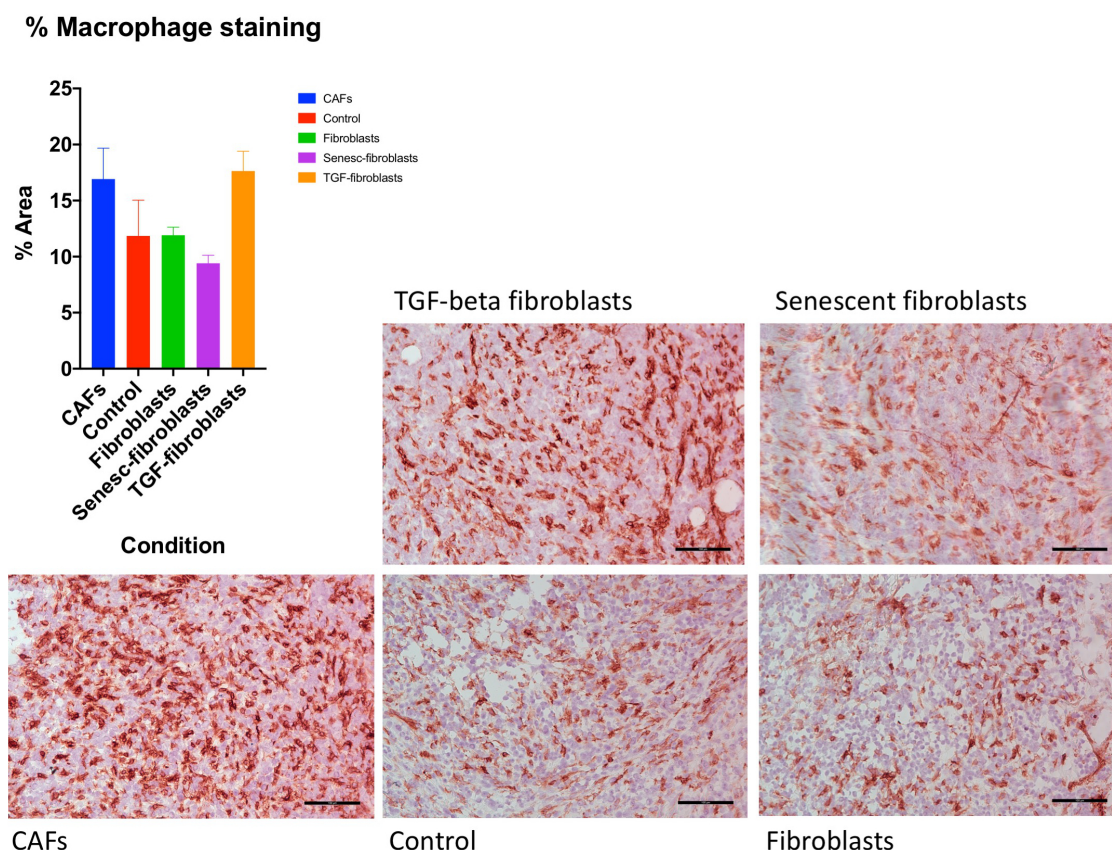 % Macrophage staining
25
20
15
10
5
0
% Area
CAFs
Control
Fibroblasts
Senesc-fibroblasts
TGF-fibroblasts
Condition
CAFs
Control
Fibroblasts
Senesc-fibroblasts
TGF-fibroblasts
TGF-beta fibroblasts
Senescent fibroblasts
CAFs
Control
Fibroblasts